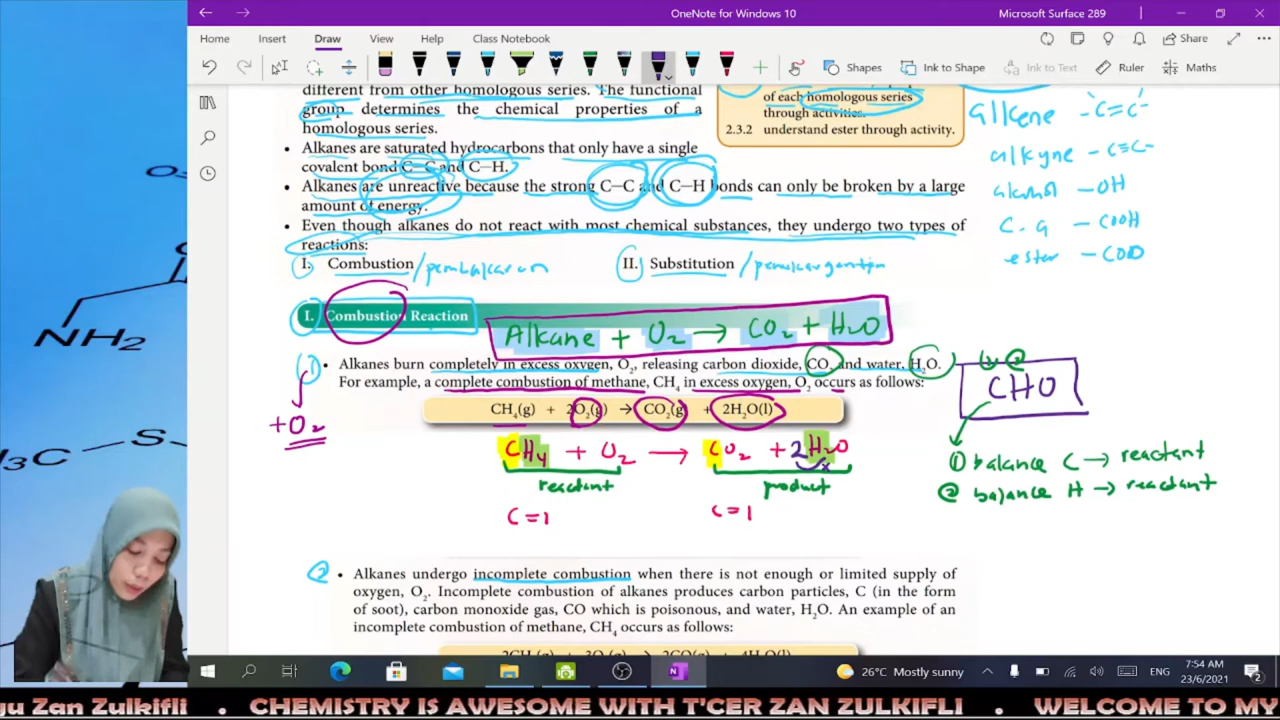 OneNote for Windows 10
Microsoft Surface 289
Home Insert Draw View Help Class Notebook
Share
Shapes Ink to Shape Ink to Text Ruler Maths
different from other homologous series. The functional
group determines the chemical properties of a
homologous series.
of each homologous series
through activities.
2.3.2 understand ester through activity.
alkene -C=C-
alkyne -C≡C-
alcohol -OH
C.a - COOH
ester - COO
• Alkanes are saturated hydrocarbons that only have a single
covalent bond C–C and C–H.
• Alkanes are unreactive because the strong C–C and C–H bonds can only be broken by a large
amount of energy.
• Even though alkanes do not react with most chemical substances, they undergo two types of
reactions:
I. Combustion /pembakaran II. Substitution /penukargantian
I. Combustion Reaction
Alkane + O₂ → CO₂ + H₂O
① • Alkanes burn completely in excess oxygen, O₂, releasing carbon dioxide, CO₂ and water, H₂O.
For example, a complete combustion of methane, CH₄ in excess oxygen, O₂ occurs as follows:
+O₂
CH₄(g) + 2O₂(g) → CO₂(g) + 2H₂O(l)
CHO
CH₄ + O₂ → CO₂ + 2H₂O
reactant product
C=1 C=1
① balance C → reactant
② balance H → reactant
② • Alkanes undergo incomplete combustion when there is not enough or limited supply of
oxygen, O₂. Incomplete combustion of alkanes produces carbon particles, C (in the form
of soot), carbon monoxide gas, CO which is poisonous, and water, H₂O. An example of an
incomplete combustion of methane, CH₄ occurs as follows:
NH₂
S
26°C Mostly sunny
ENG
7:54 AM
23/6/2021
gu Zan Zulkifli • CHEMISTRY IS AWESOME WITH T'CER ZAN ZULKIFLI • WELCOME TO MY